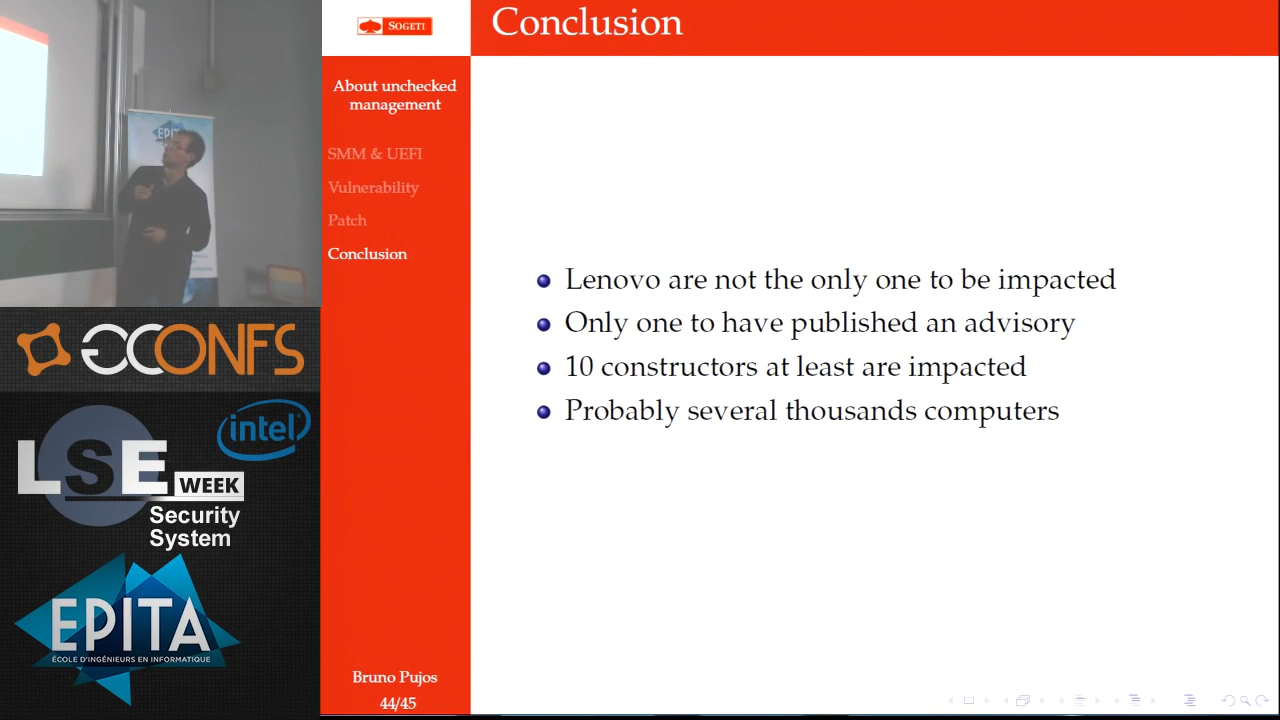 SOGETI
Conclusion
About unchecked
management
SMM & UEFI
Vulnerability
Patch
Conclusion
Lenovo are not the only one to be impacted
Only one to have published an advisory
10 constructors at least are impacted
Probably several thousands computers
Bruno Pujos
44/45
EPITA
GCONFS
intel
LSE
WEEK
Security
System
EPITA
ÉCOLE D'INGÉNIEURS EN INFORMATIQUE